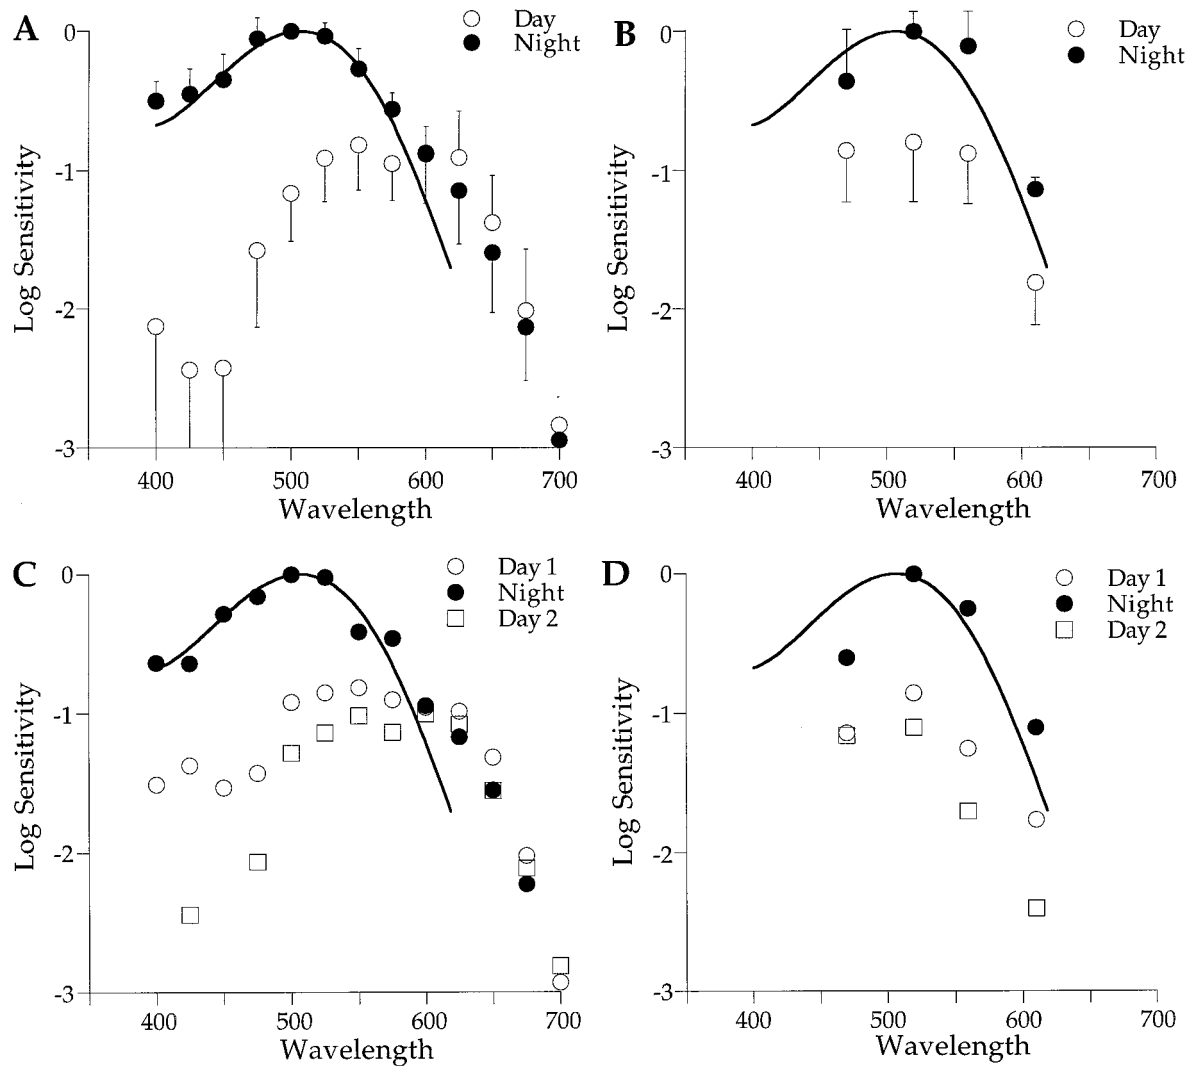 A
Day
Night
0
-1
-2
-3
Log Sensitivity
400 500 600 700
Wavelength
B
Day
Night
0
-1
-2
-3
Log Sensitivity
400 500 600 700
Wavelength
C
Day 1
Night
Day 2
0
-1
-2
-3
Log Sensitivity
400 500 600 700
Wavelength
D
Day 1
Night
Day 2
0
-1
-2
-3
Log Sensitivity
400 500 600 700
Wavelength